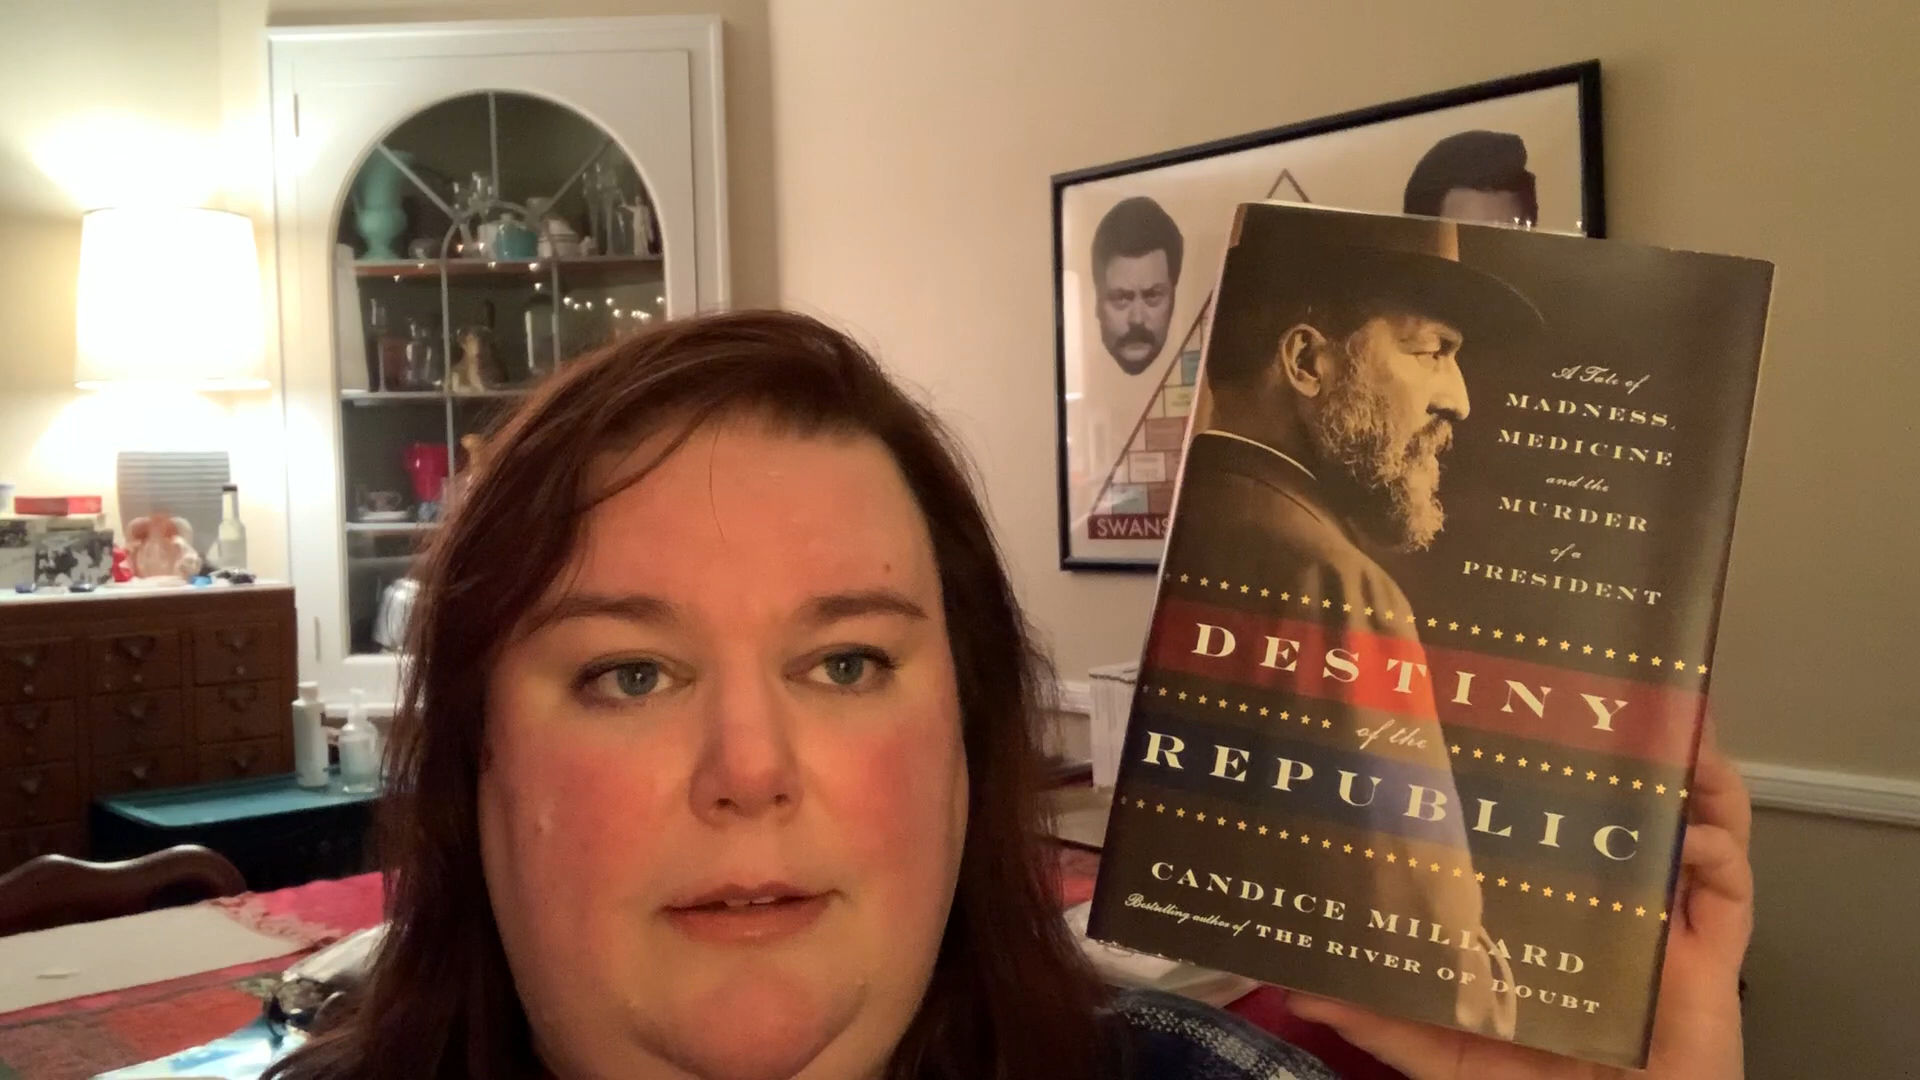 A Tale of
MADNESS,
MEDICINE
and the
MURDER
of a
PRESIDENT
DESTINY
of the
REPUBLIC
CANDICE MILLARD
Bestselling author of THE RIVER OF DOUBT
SWANS